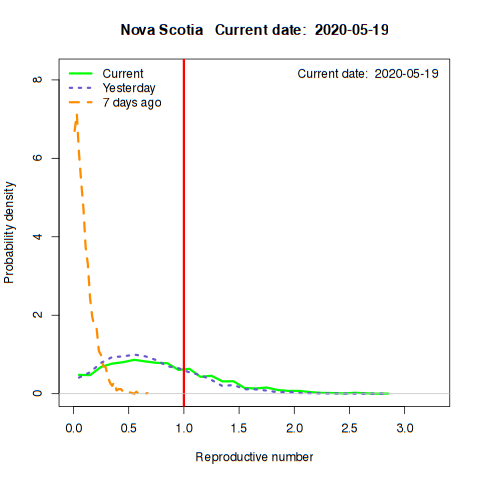 Nova Scotia   Current date:  2020-05-19
Current
Yesterday
7 days ago
Current date:  2020-05-19
Probability density
8
6
4
2
0
0.0 0.5 1.0 1.5 2.0 2.5 3.0
Reproductive number